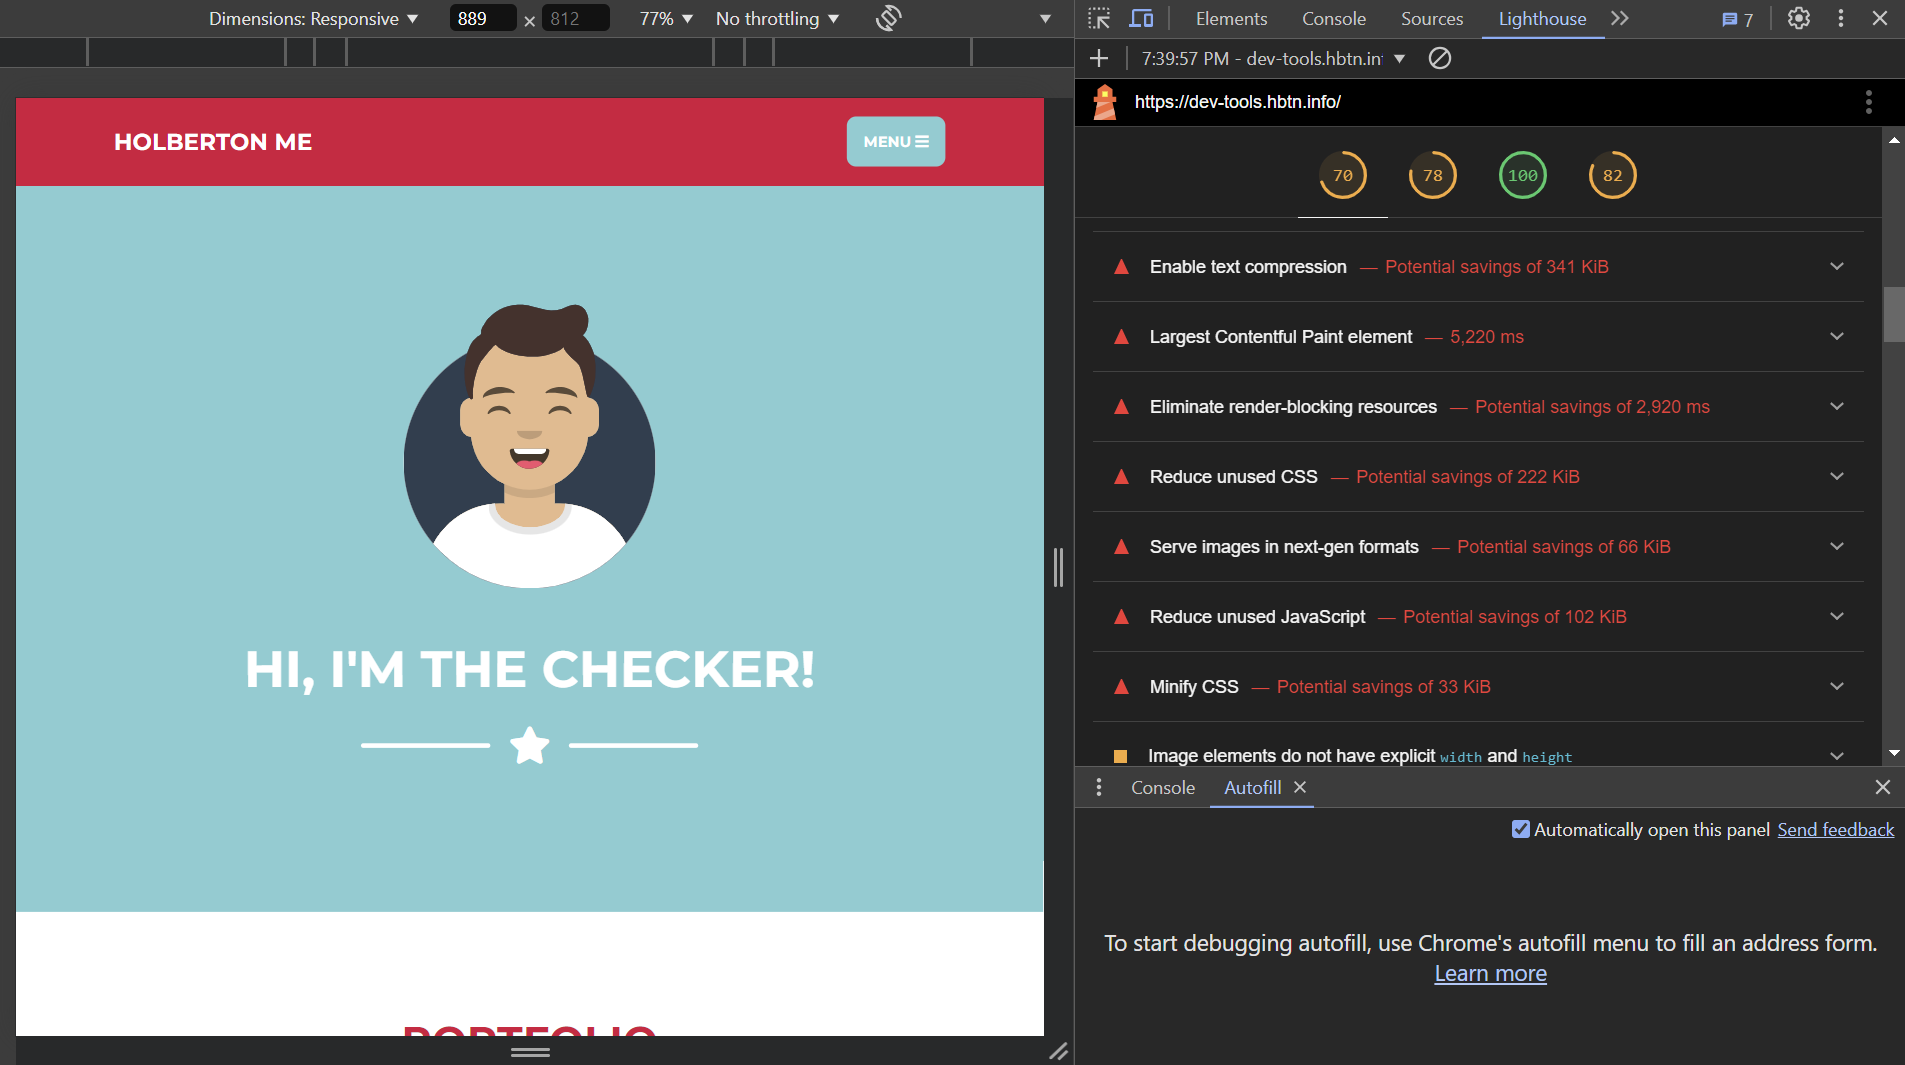 Dimensions: Responsive ▼ 889 × 812 77% ▼ No throttling ▼
HOLBERTON ME
MENU
HI, I'M THE CHECKER!
PORTFOLIO
Elements Console Sources Lighthouse 7
7:39:57 PM - dev-tools.hbtn.in
https://dev-tools.hbtn.info/
70 78 100 82
Enable text compression — Potential savings of 341 KiB
Largest Contentful Paint element — 5,220 ms
Eliminate render-blocking resources — Potential savings of 2,920 ms
Reduce unused CSS — Potential savings of 222 KiB
Serve images in next-gen formats — Potential savings of 66 KiB
Reduce unused JavaScript — Potential savings of 102 KiB
Minify CSS — Potential savings of 33 KiB
Image elements do not have explicit width and height
Console Autofill
Automatically open this panel Send feedback
To start debugging autofill, use Chrome's autofill menu to fill an address form.
Learn more